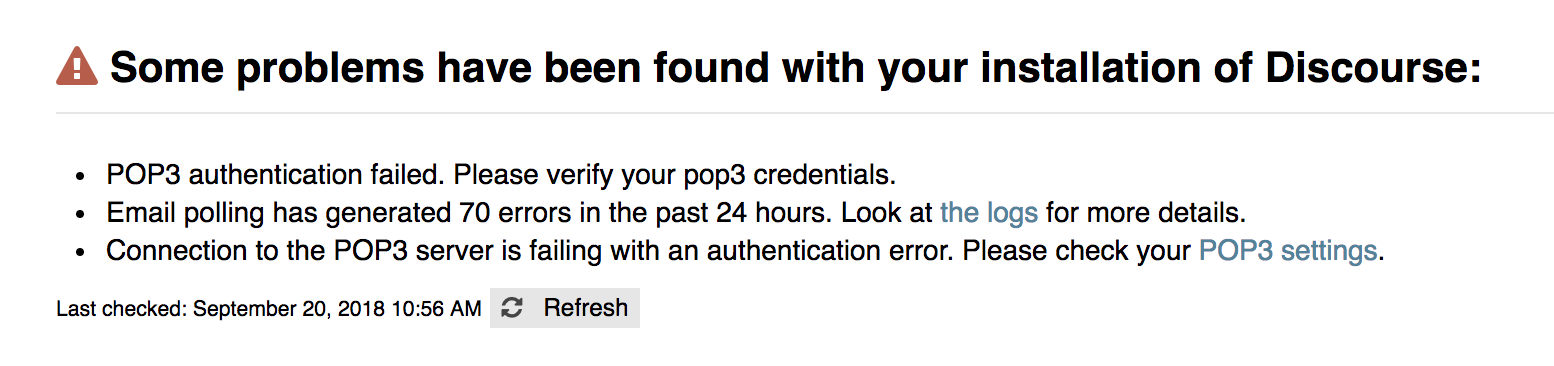 Some problems have been found with your installation of Discourse:
• POP3 authentication failed. Please verify your pop3 credentials.
• Email polling has generated 70 errors in the past 24 hours. Look at the logs for more details.
• Connection to the POP3 server is failing with an authentication error. Please check your POP3 settings.
Last checked: September 20, 2018 10:56 AM Refresh